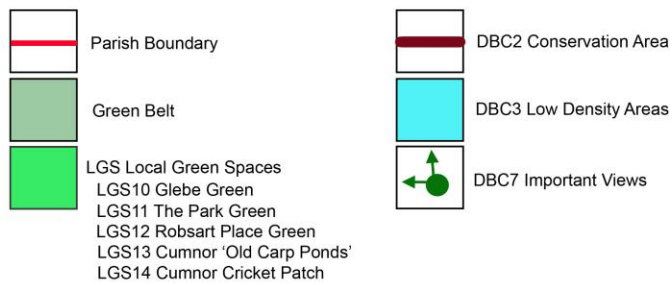 Parish Boundary
Green Belt
LGS Local Green Spaces
LGS10 Glebe Green
LGS11 The Park Green
LGS12 Robsart Place Green
LGS13 Cumnor ‘Old Carp Ponds’
LGS14 Cumnor Cricket Patch
DBC2 Conservation Area
DBC3 Low Density Areas
DBC7 Important Views